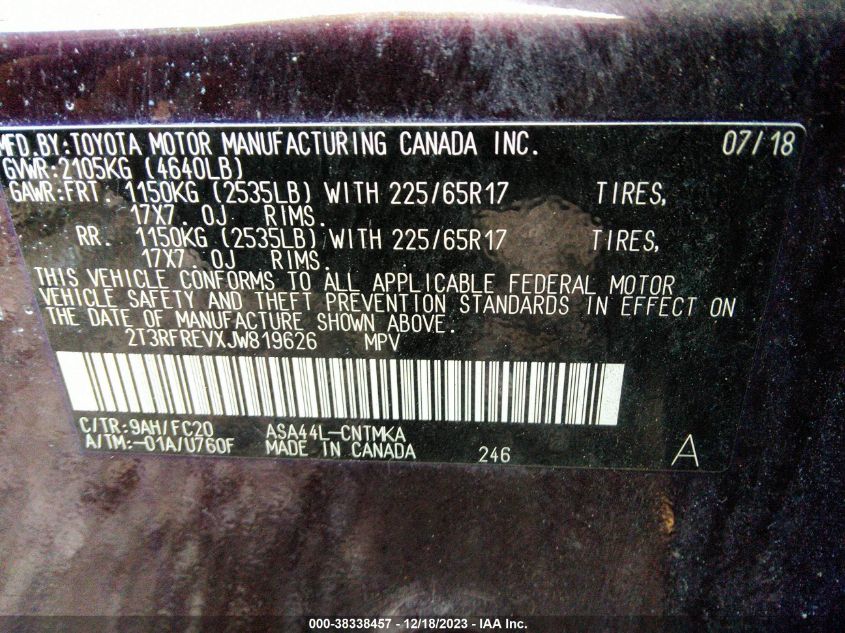 MFD.BY:TOYOTA MOTOR MANUFACTURING CANADA INC. 07/18
GVWR:2105KG (4640LB)
GAWR:FRT. 1150KG (2535LB) WITH 225/65R17 TIRES,
17X7.0J RIMS.
RR. 1150KG (2535LB) WITH 225/65R17 TIRES,
17X7.0J RIMS.
THIS VEHICLE CONFORMS TO ALL APPLICABLE FEDERAL MOTOR
VEHICLE SAFETY AND THEFT PREVENTION STANDARDS IN EFFECT ON
THE DATE OF MANUFACTURE SHOWN ABOVE.
2T3RFREVXJW819626 MPV
C/TR:9AH/FC20 ASA44L-CNTMKA
A/TM:-01A/U760F MADE IN CANADA 246 A
000-38338457 - 12/18/2023 - IAA Inc.